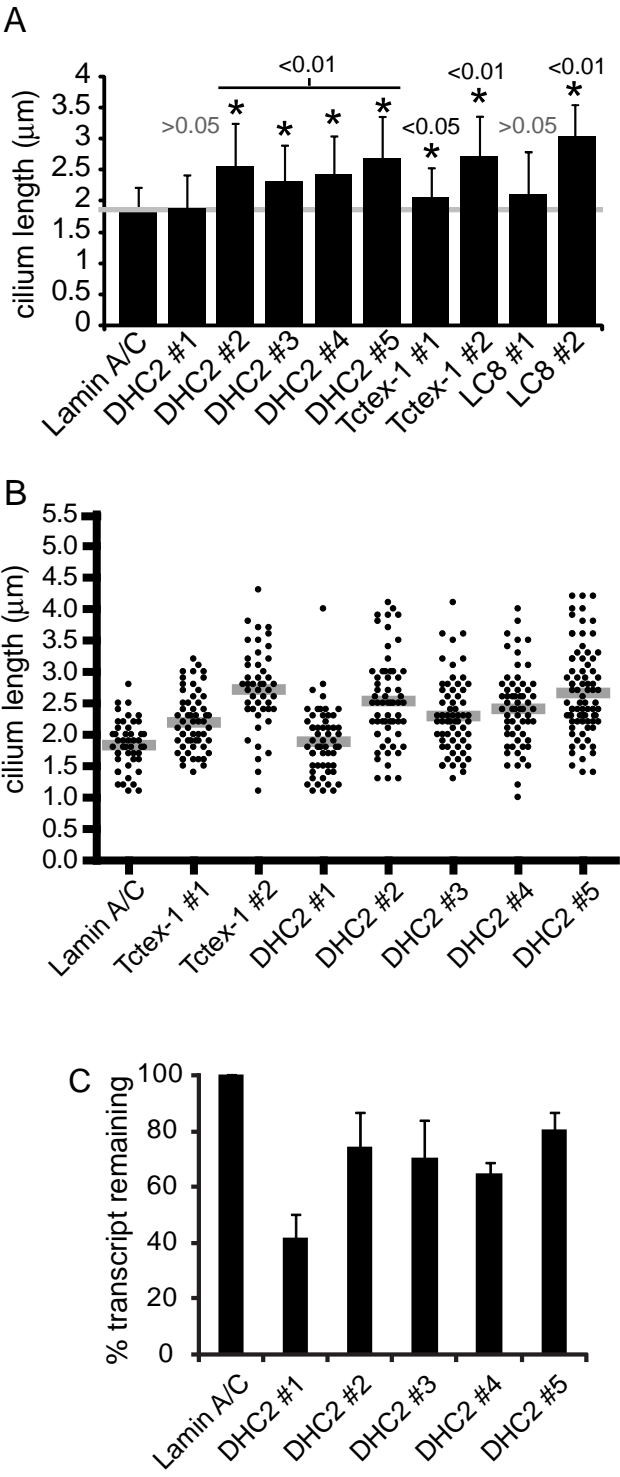 A
<0.01
<0.01
<0.01
>0.05
<0.05
>0.05
* * * * * * *
cilium length (μm)
4
3.5
3
2.5
2
1.5
1
0.5
0
Lamin A/C
DHC2 #1
DHC2 #2
DHC2 #3
DHC2 #4
DHC2 #5
Tctex-1 #1
Tctex-1 #2
LC8 #1
LC8 #2
B
cilium length (μm)
5.5
5.0
4.5
4.0
3.5
3.0
2.5
2.0
1.5
1.0
0.5
0.0
Lamin A/C
Tctex-1 #1
Tctex-1 #2
DHC2 #1
DHC2 #2
DHC2 #3
DHC2 #4
DHC2 #5
C
% transcript remaining
100
80
60
40
20
0
Lamin A/C
DHC2 #1
DHC2 #2
DHC2 #3
DHC2 #4
DHC2 #5